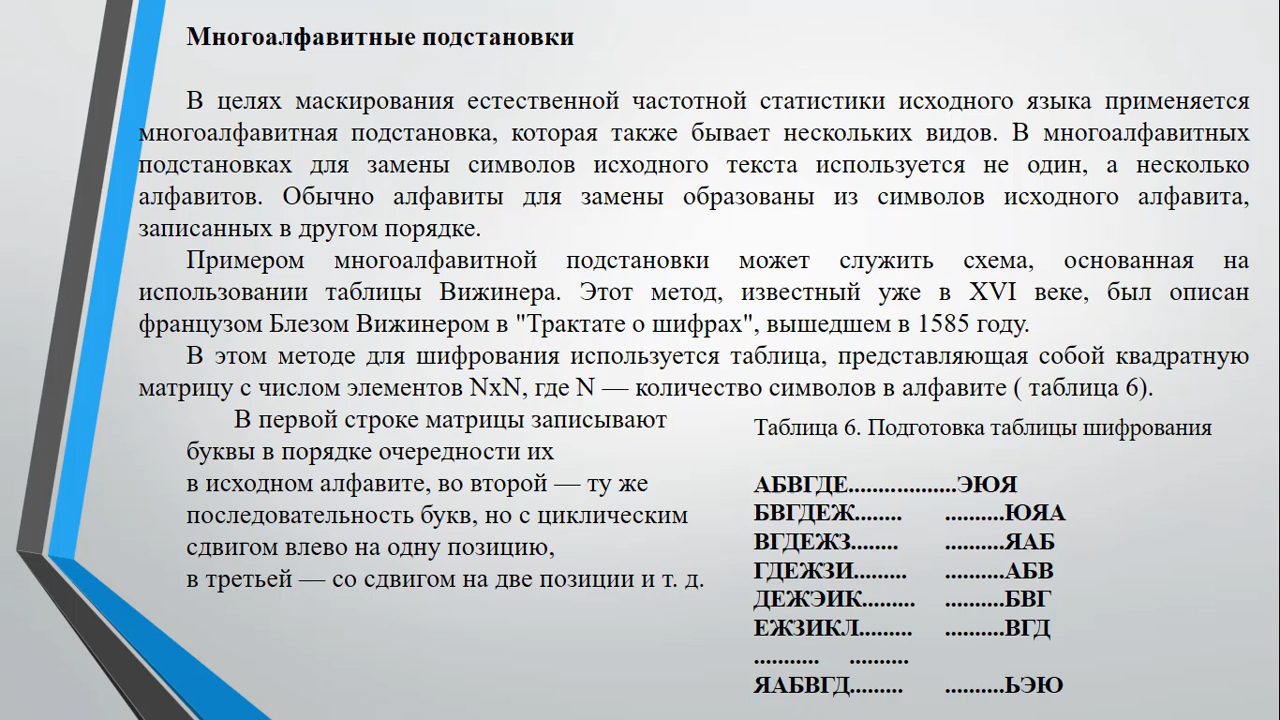 Многоалфавитные подстановки
В целях маскирования естественной частотной статистики исходного языка применяется
многоалфавитная подстановка, которая также бывает нескольких видов. В многоалфавитных
подстановках для замены символов исходного текста используется не один, а несколько
алфавитов. Обычно алфавиты для замены образованы из символов исходного алфавита,
записанных в другом порядке.
Примером многоалфавитной подстановки может служить схема, основанная на
использовании таблицы Вижинера. Этот метод, известный уже в XVI веке, был описан
французом Блезом Вижинером в "Трактате о шифрах", вышедшем в 1585 году.
В этом методе для шифрования используется таблица, представляющая собой квадратную
матрицу с числом элементов NxN, где N — количество символов в алфавите ( таблица 6).
В первой строке матрицы записывают
буквы в порядке очередности их
в исходном алфавите, во второй — ту же
последовательность букв, но с циклическим
сдвигом влево на одну позицию,
в третьей — со сдвигом на две позиции и т. д.
Таблица 6. Подготовка таблицы шифрования
АБВГДЕ..................ЭЮЯ
БВГДЕЖ........ ..........ЮЯА
ВГДЕЖЗ........ ..........ЯАБ
ГДЕЖЗИ......... ..........АБВ
ДЕЖЭИК......... ..........БВГ
ЕЖЗИКЛ......... ..........ВГД
........... ..........
ЯАБВГД......... ..........ЬЭЮ